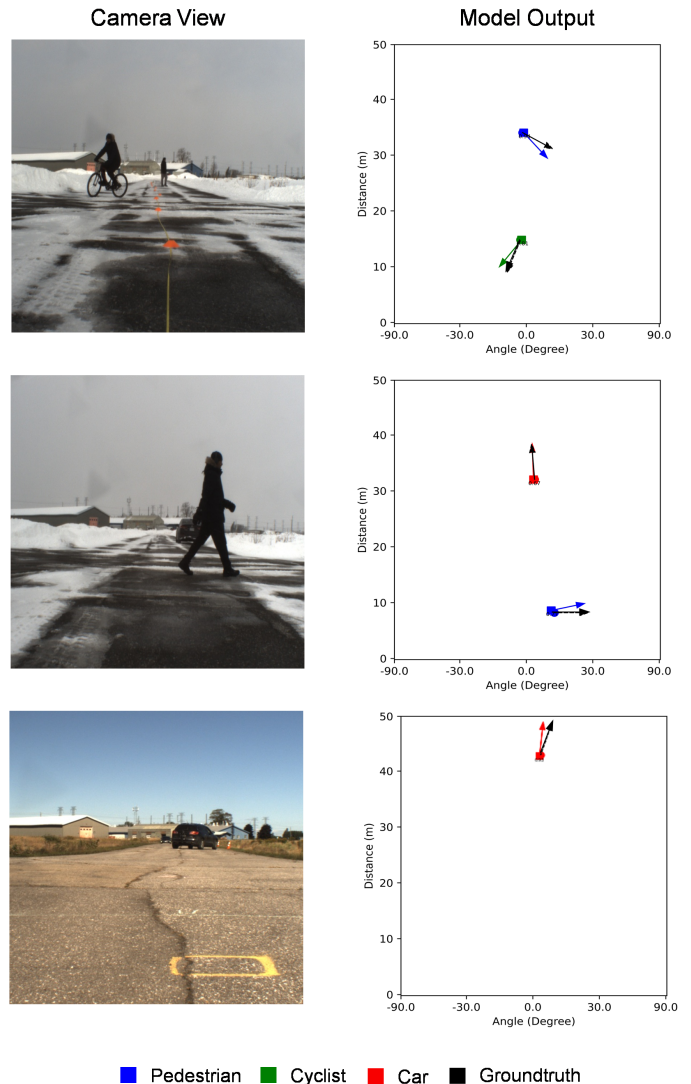 Camera View
Model Output
50
40
30
20
10
0
Distance (m)
-90.0 -30.0 0.0 30.0 90.0
Angle (Degree)
50
40
30
20
10
0
Distance (m)
-90.0 -30.0 0.0 30.0 90.0
Angle (Degree)
50
40
30
20
10
0
Distance (m)
-90.0 -30.0 0.0 30.0 90.0
Angle (Degree)
Pedestrian Cyclist Car Groundtruth